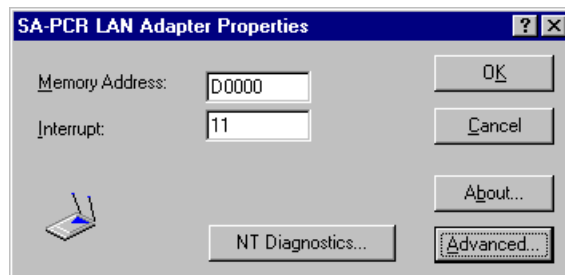 SA-PCR LAN Adapter Properties
Memory Address: D0000
OK
Interrupt: 11
Cancel
About...
NT Diagnostics...
Advanced...